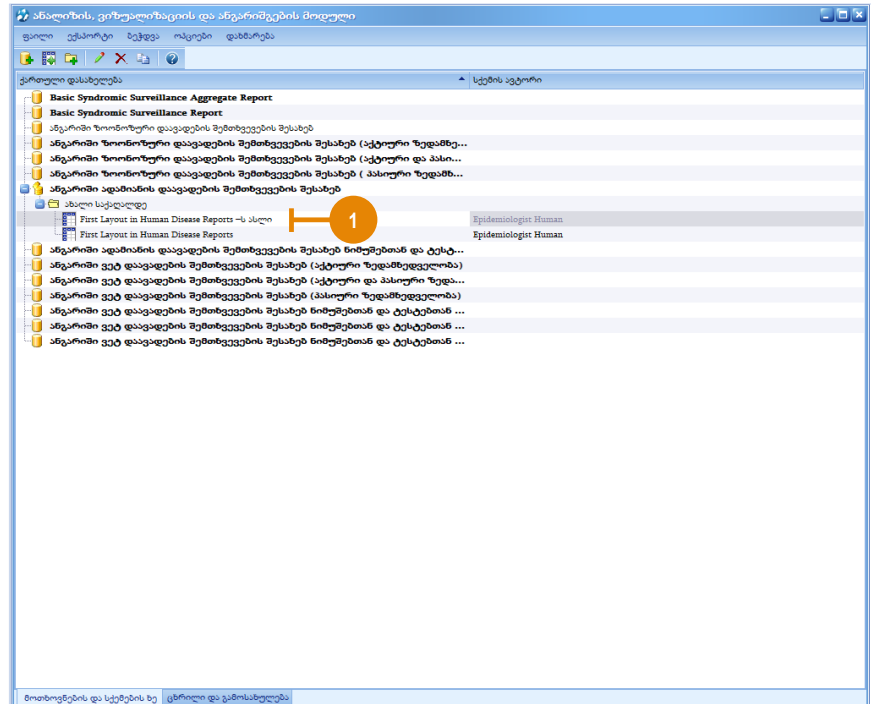 ანალიზის, ვიზუალიზაციის და ანგარიშგების მოდული
ფაილი ექსპორტი ბეჭდვა ოპციები დახმარება
ქართული დასახელება სქემის ავტორი
Basic Syndromic Surveillance Aggregate Report
Basic Syndromic Surveillance Report
ანგარიში ზოონოზური დაავადების შემთხვევების შესახებ
ანგარიში ზოონოზური დაავადების შემთხვევების შესახებ (აქტიური ზედამხე...
ანგარიში ზოონოზური დაავადების შემთხვევების შესახებ (აქტიური და პასი...
ანგარიში ზოონოზური დაავადების შემთხვევების შესახებ ( პასიური ზედამხ...
ანგარიში ადამიანის დაავადების შემთხვევების შესახებ
ახალი საქაღალდე
First Layout in Human Disease Reports –ს ასლი Epidemiologist Human
1
First Layout in Human Disease Reports Epidemiologist Human
ანგარიში ადამიანის დაავადების შემთხვევების შესახებ ნიმუშებთან და ტესტ...
ანგარიში ვეტ დაავადების შემთხვევების შესახებ (აქტიური ზედამხედველობა)
ანგარიში ვეტ დაავადების შემთხვევების შესახებ (აქტიური და პასიური ზედა...
ანგარიში ვეტ დაავადების შემთხვევების შესახებ (პასიური ზედამხედველობა)
ანგარიში ვეტ დაავადების შემთხვევების შესახებ ნიმუშებთან და ტესტებთან ...
ანგარიში ვეტ დაავადების შემთხვევების შესახებ ნიმუშებთან და ტესტებთან ...
ანგარიში ვეტ დაავადების შემთხვევების შესახებ ნიმუშებთან და ტესტებთან ...
მოთხოვნების და სქემების ხე ცხრილი და გამოსახულება